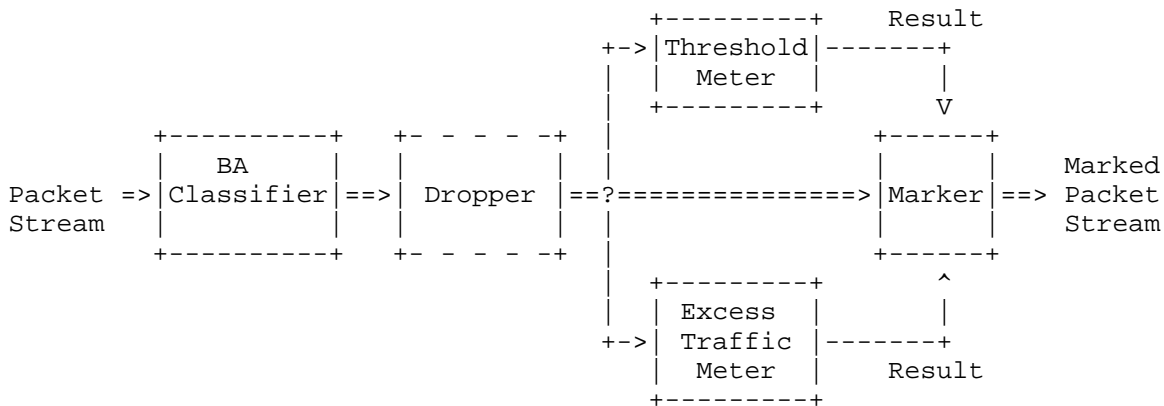 +---------+   Result
+->|Threshold|-------+
|  |  Meter  |       |
|  +---------+       V
+----------+   +- - - - -+  |                +------+
|   BA     |   |         |  |                |      |   Marked
Packet =>|Classifier|==>| Dropper |==?===============>|Marker|==> Packet
Stream   |          |   |         |  |                |      |   Stream
+----------+   +- - - - -+  |                +------+
|  +---------+       ^
|  | Excess  |       |
+->| Traffic |-------+
|  Meter  |   Result
+---------+